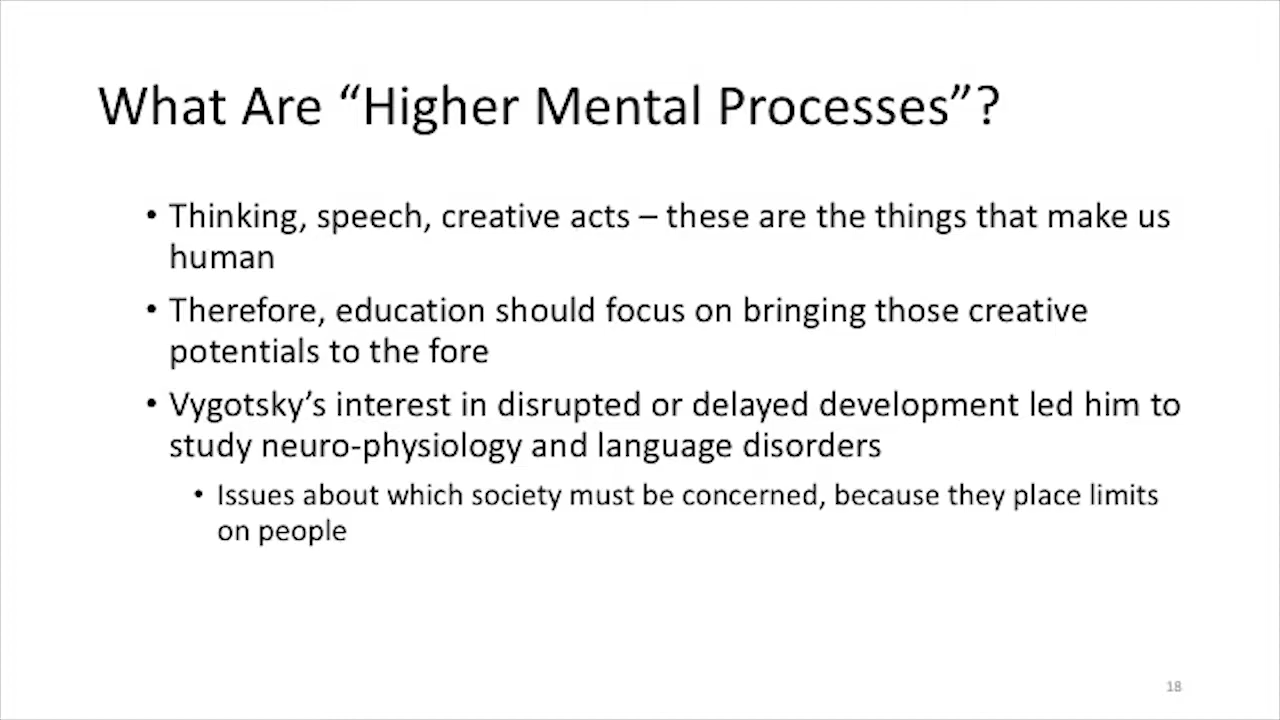 What Are “Higher Mental Processes”?
• Thinking, speech, creative acts – these are the things that make us
human
• Therefore, education should focus on bringing those creative
potentials to the fore
• Vygotsky’s interest in disrupted or delayed development led him to
study neuro-physiology and language disorders
• Issues about which society must be concerned, because they place limits
on people
18